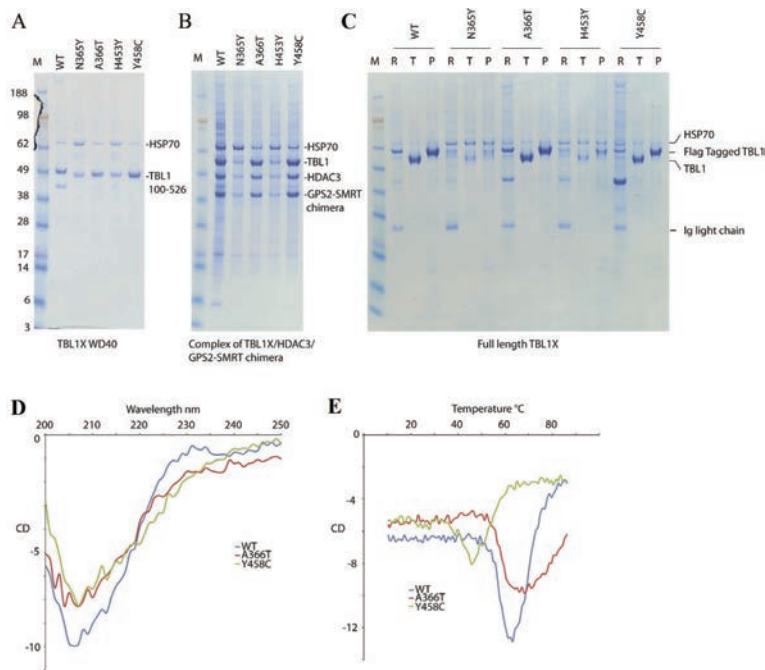 A
M
WT
N365Y
A366T
H453Y
Y458C
188
98
62
49
38
28
17
14
6
3
-HSP70
-TBL1
100-526
TBL1X WD40
B
M
WT
N365Y
A366T
H453Y
Y458C
-HSP70
-TBL1
-HDAC3
-GPS2-SMRT
chimera
Complex of TBL1X/HDAC3/
GPS2-SMRT chimera
C
WT
N365Y
A366T
H453Y
Y458C
M R T P R T P R T P R T P R T P
HSP70
Flag Tagged TBL1
TBL1
Ig light chain
Full length TBL1X
D
Wavelength nm
200 210 220 230 240 250
0
-5
-10
CD
WT
A366T
Y458C
E
Temperature °C
0 20 40 60 80
-4
-8
-12
CD
WT
A366T
Y458C